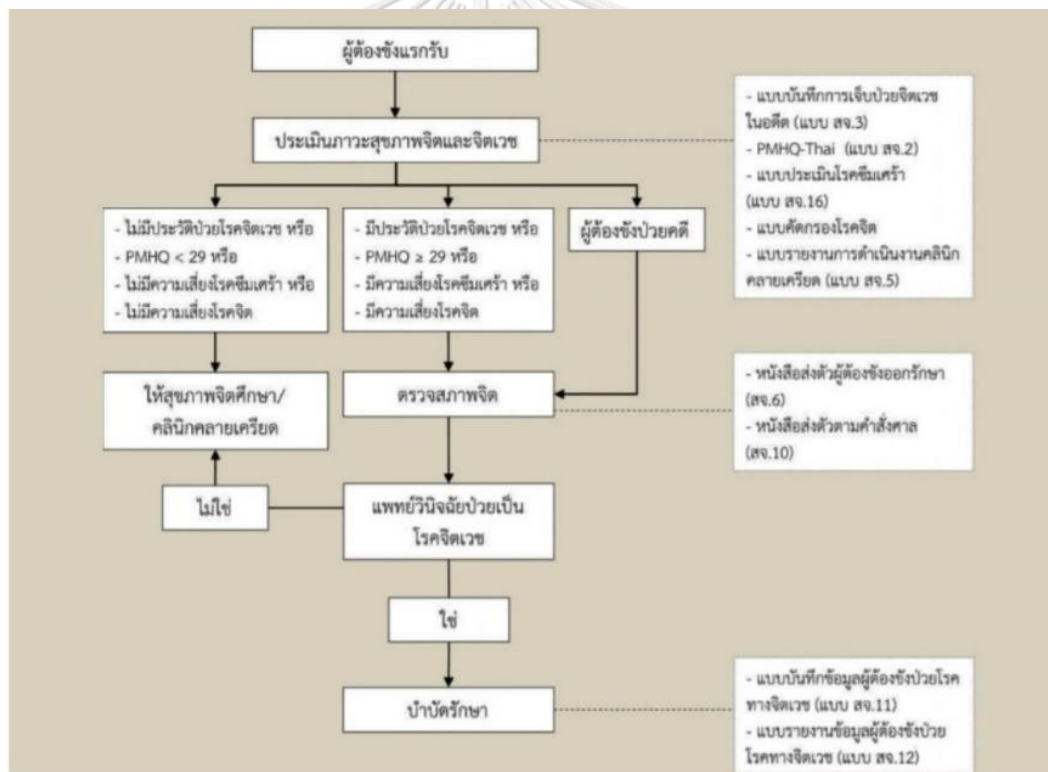 ผู้ต้องขังแรกรับ
ประเมินภาวะสุขภาพจิตและจิตเวช
- แบบบันทึกการเจ็บป่วยจิตเวช
ในอดีต (แบบ สจ.3)
- PMHQ-Thai (แบบ สจ.2)
- แบบประเมินโรคซึมเศร้า
(แบบ สจ.16)
- แบบคัดกรองโรคจิต
- แบบรายงานการดำเนินงานคลินิก
คลายเครียด (แบบ สจ.5)
- ไม่มีประวัติป่วยโรคจิตเวช หรือ
- PMHQ < 29 หรือ
- ไม่มีความเสี่ยงโรคซึมเศร้า หรือ
- ไม่มีความเสี่ยงโรคจิต
- มีประวัติป่วยโรคจิตเวช หรือ
- PMHQ ≥ 29 หรือ
- มีความเสี่ยงโรคซึมเศร้า หรือ
- มีความเสี่ยงโรคจิต
ผู้ต้องขังป่วยคดี
ให้สุขภาพจิตศึกษา/
คลินิกคลายเครียด
ตรวจสภาพจิต
- หนังสือส่งตัวผู้ต้องขังออกรักษา
(สจ.6)
- หนังสือส่งตัวตามคำสั่งศาล
(สจ.10)
ไม่ใช่
แพทย์วินิจฉัยป่วยเป็น
โรคจิตเวช
ใช่
บำบัดรักษา
- แบบบันทึกข้อมูลผู้ต้องขังป่วยโรค
ทางจิตเวช (แบบ สจ.11)
- แบบรายงานข้อมูลผู้ต้องขังป่วย
โรคทางจิตเวช (แบบ สจ.12)